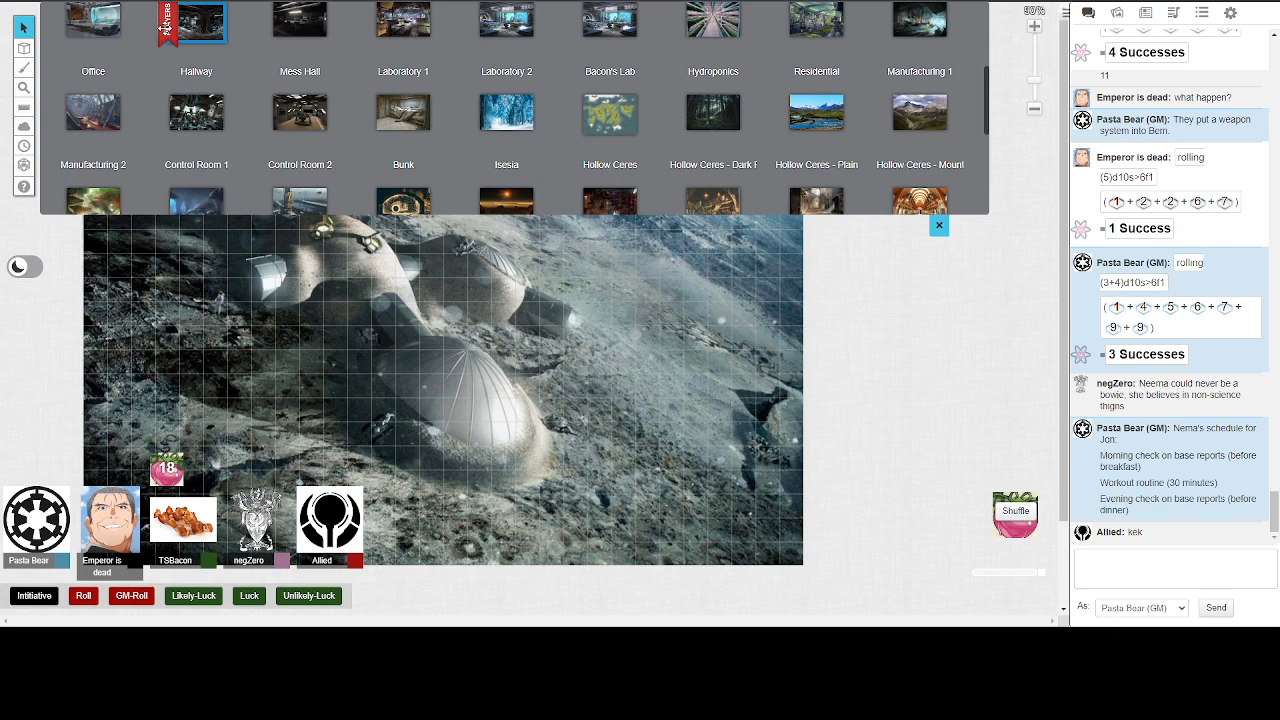 90%
PLAYERS
Office
Hallway
Mess Hall
Laboratory 1
Laboratory 2
Bacon's Lab
Hydroponics
Residential
Manufacturing 1
Manufacturing 2
Control Room 1
Control Room 2
Bunk
Isesia
Hollow Ceres
Hollow Ceres - Dark F
Hollow Ceres - Plain
Hollow Ceres - Mount
18
Pasta Bear
Emperor is
dead
TSBacon
negZero
Allied
Shuffle
Intitiative
Roll
GM-Roll
Likely-Luck
Luck
Unlikely-Luck
= 4 Successes
11
Emperor is dead: what happen?
Pasta Bear (GM): They put a weapon
system into Bem.
Emperor is dead: rolling
(5)d10s>6f1
(1+2+2+6+7)
= 1 Success
Pasta Bear (GM): rolling
(3+4)d10s>6f1
(1+4+5+6+7+
9+9)
= 3 Successes
negZero: Neema could never be a
bowie, she believes in non-science
thigns
Pasta Bear (GM): Nema's schedule for
Jon:
Morning check on base reports (before
breakfast)
Workout routine (30 minutes)
Evening check on base reports (before
dinner)
Allied: kek
As: Pasta Bear (GM) Send